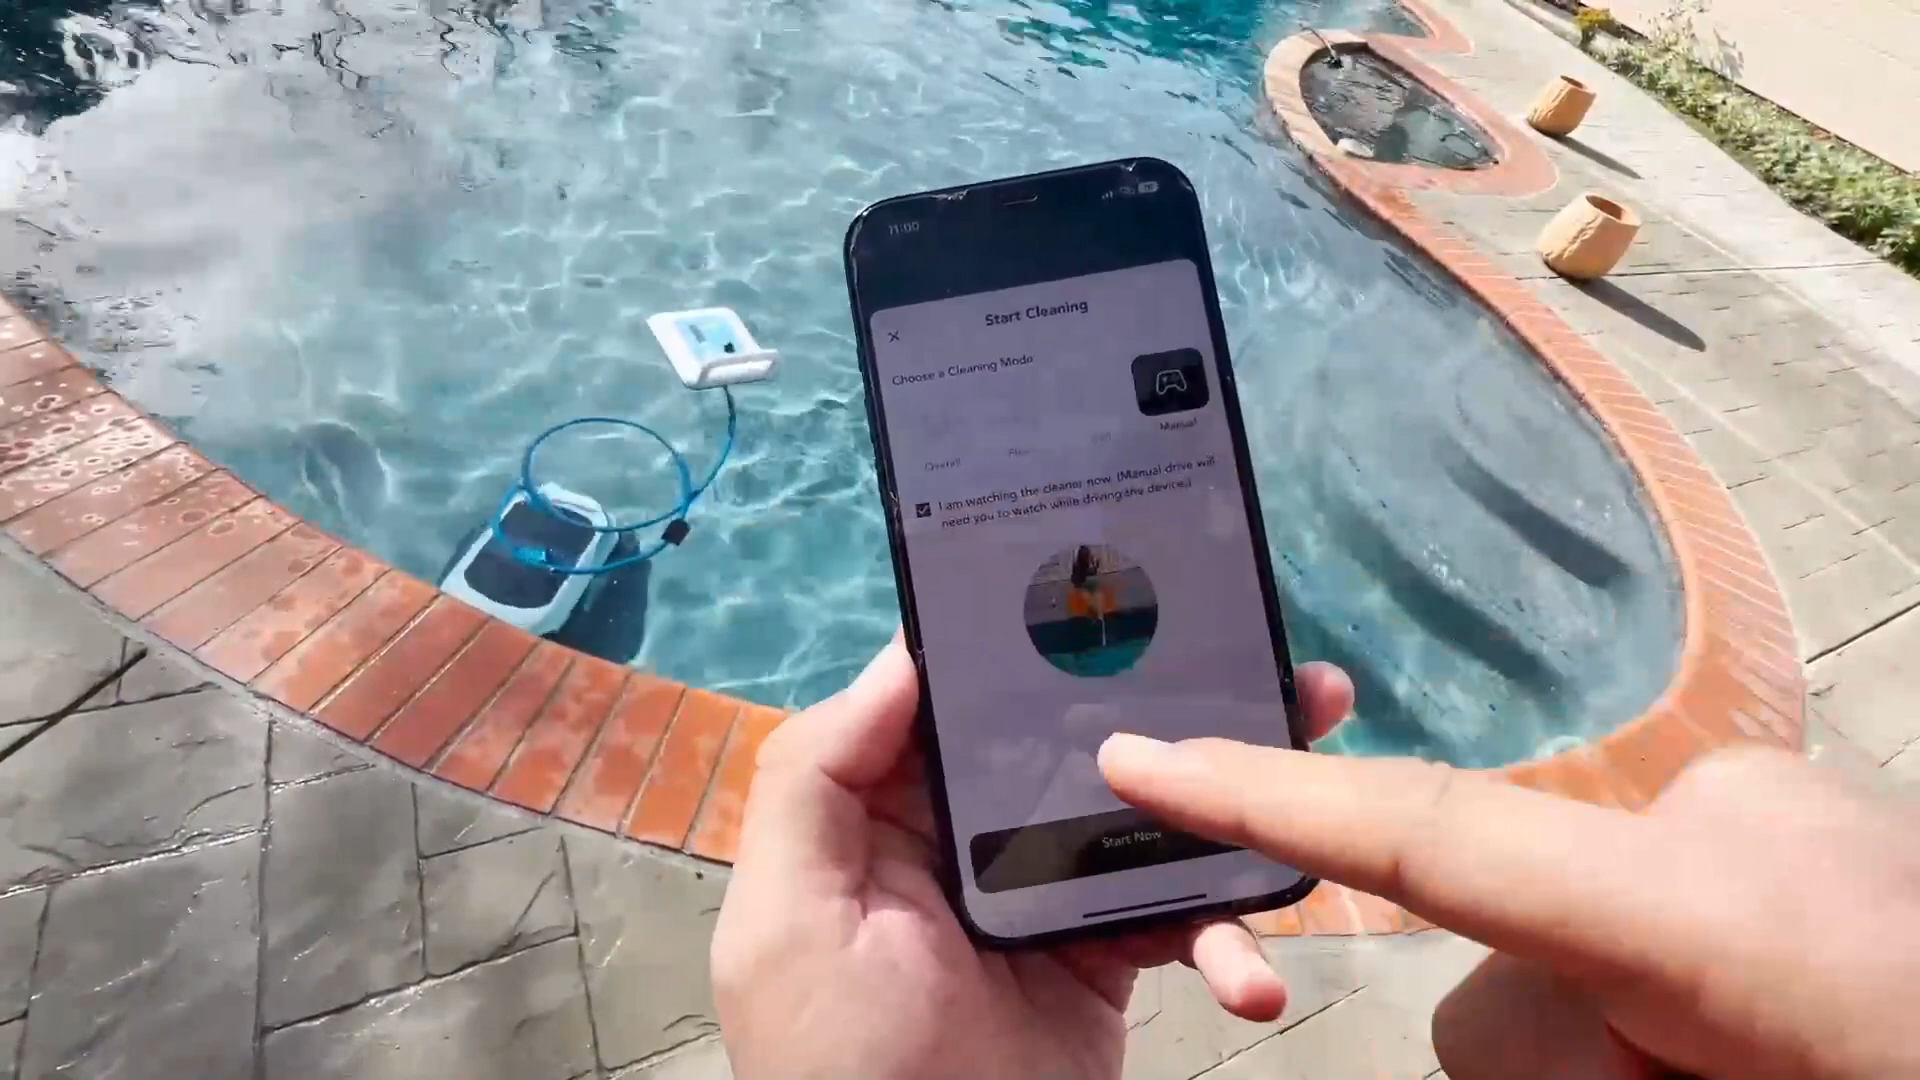 11:00
Start Cleaning
Choose a Cleaning Mode
Manual
Overall
Floor
I am watching the cleaner now (Manual drive will
need you to watch while driving the device.)
Start Now